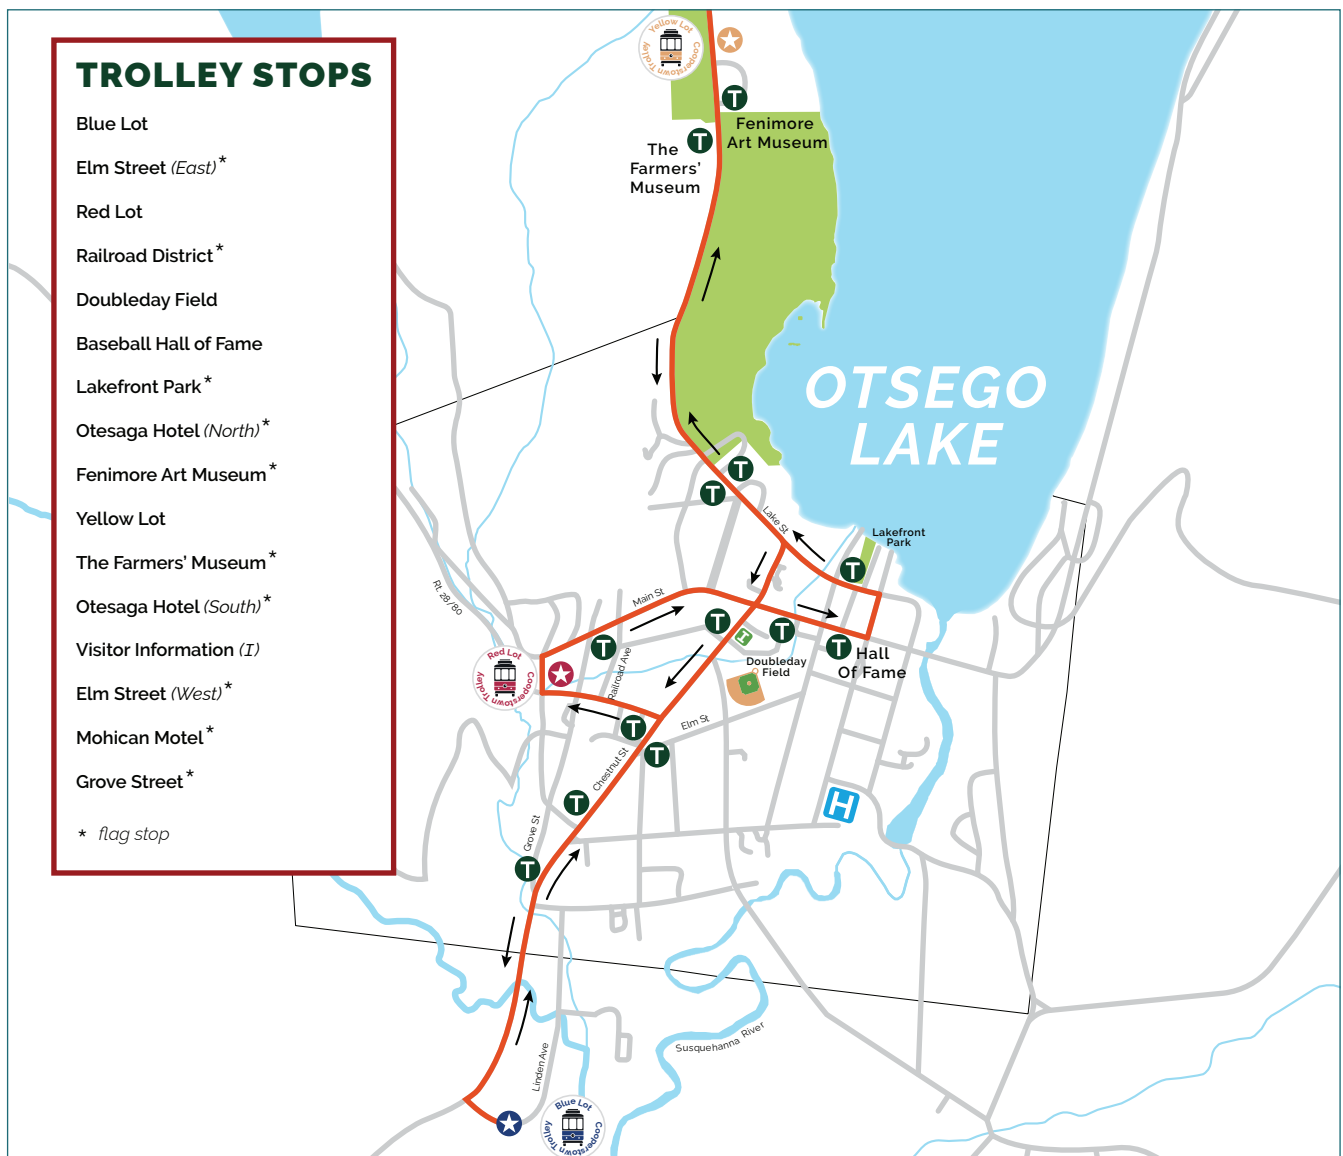 TROLLEY STOPS
Blue Lot
Elm Street (East)*
Red Lot
Railroad District*
Doubleday Field
Baseball Hall of Fame
Lakefront Park*
Otesaga Hotel (North)*
Fenimore Art Museum*
Yellow Lot
The Farmers' Museum*
Otesaga Hotel (South)*
Visitor Information (I)
Elm Street (West)*
Mohican Motel*
Grove Street*
* flag stop
Yellow Lot
Cooperstown Trolley
T
Fenimore
Art Museum
T
The
Farmers'
Museum
OTSEGO
LAKE
T
T
Lake St
Lakefront
Park
T
Rt. 28/80
Main St
T
T
I
T
T
Hall
Of Fame
Doubleday
Field
Railroad Ave
Red Lot
Cooperstown Trolley
Elm St
T
T
Chestnut St
T
H
Grove St
T
Susquehanna River
Linden Ave
Blue Lot
Cooperstown Trolley